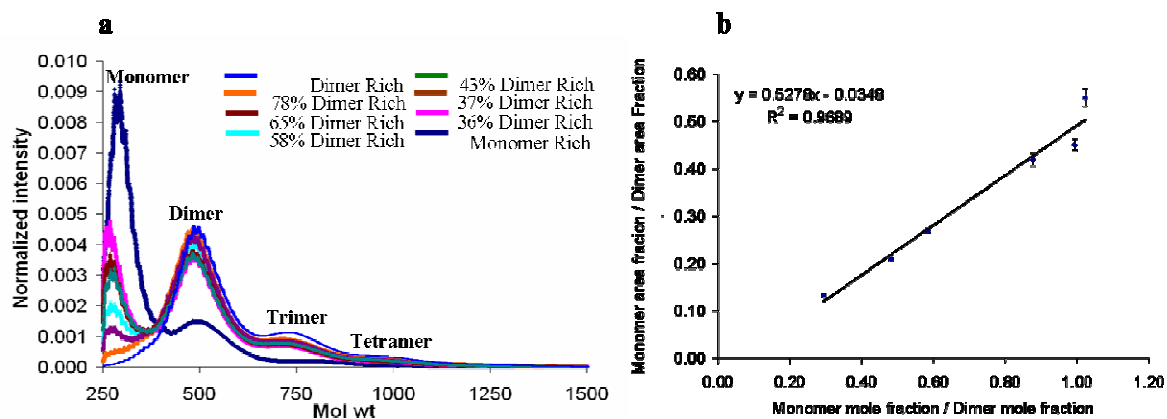 a
0.010
0.009
0.008
0.007
0.006
0.005
0.004
0.003
0.002
0.001
0.000
Normalized intensity
Monomer
Dimer
Trimer
Tetramer
Dimer Rich
78% Dimer Rich
65% Dimer Rich
58% Dimer Rich
43% Dimer Rich
37% Dimer Rich
36% Dimer Rich
Monomer Rich
250 500 750 1000 1250 1500
Mol wt
b
0.60
0.50
0.40
0.30
0.20
0.10
0.00
Monomer area fracion / Dimer area Fraction
y = 0.5278x - 0.0348
R² = 0.9689
0.00 0.20 0.40 0.60 0.80 1.00 1.20
Monomer mole fraction / Dimer mole fraction